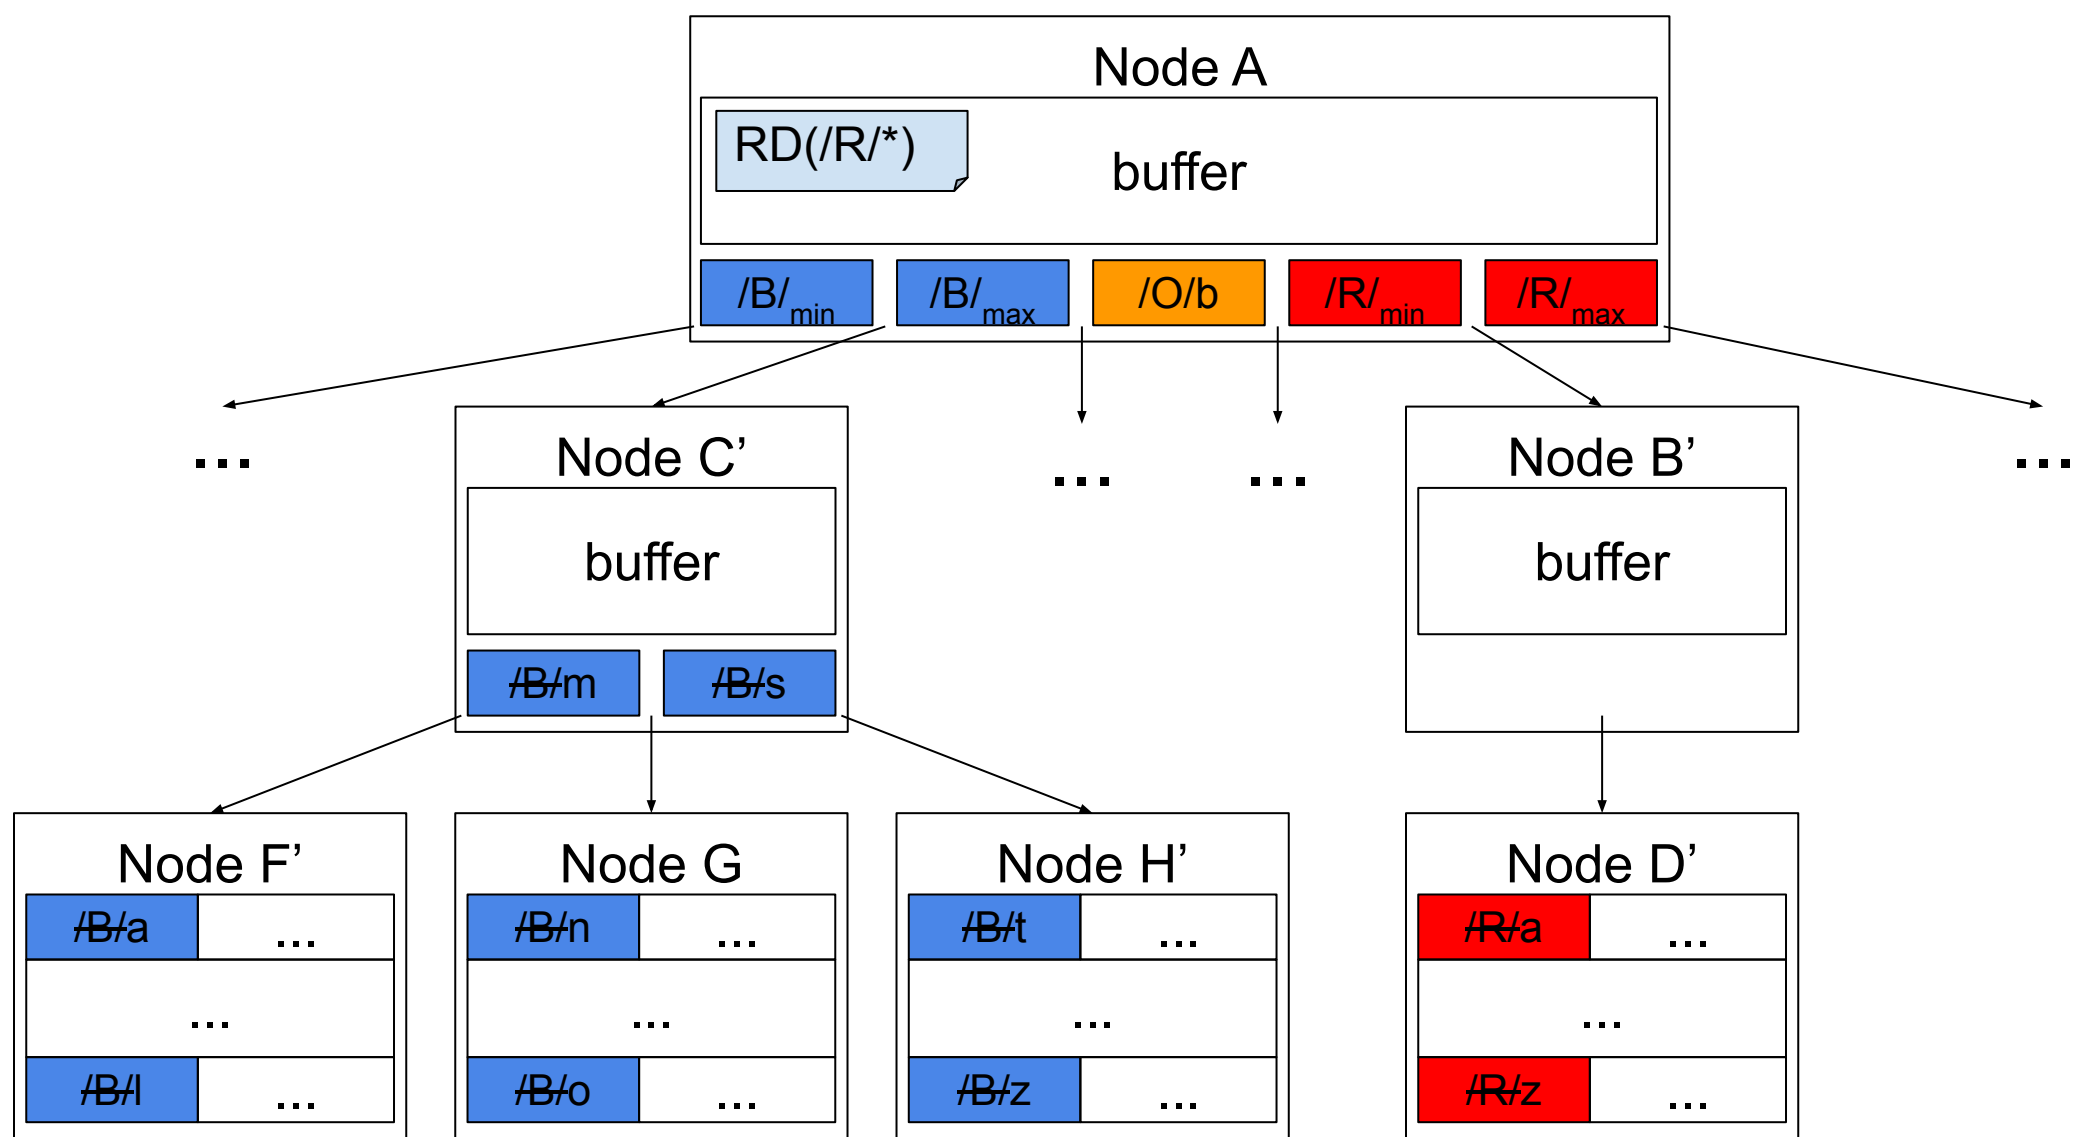 Node A
RD(/R/*)
buffer
/B/min /B/max /O/b /R/min /R/max
... Node C’ ... ... Node B’ ...
buffer buffer
/B/m /B/s
Node F’ Node G Node H’ Node D’
/B/a ... /B/n ... /B/t ... /R/a ...
... ... ... ...
/B/l ... /B/o ... /B/z ... /R/z ...